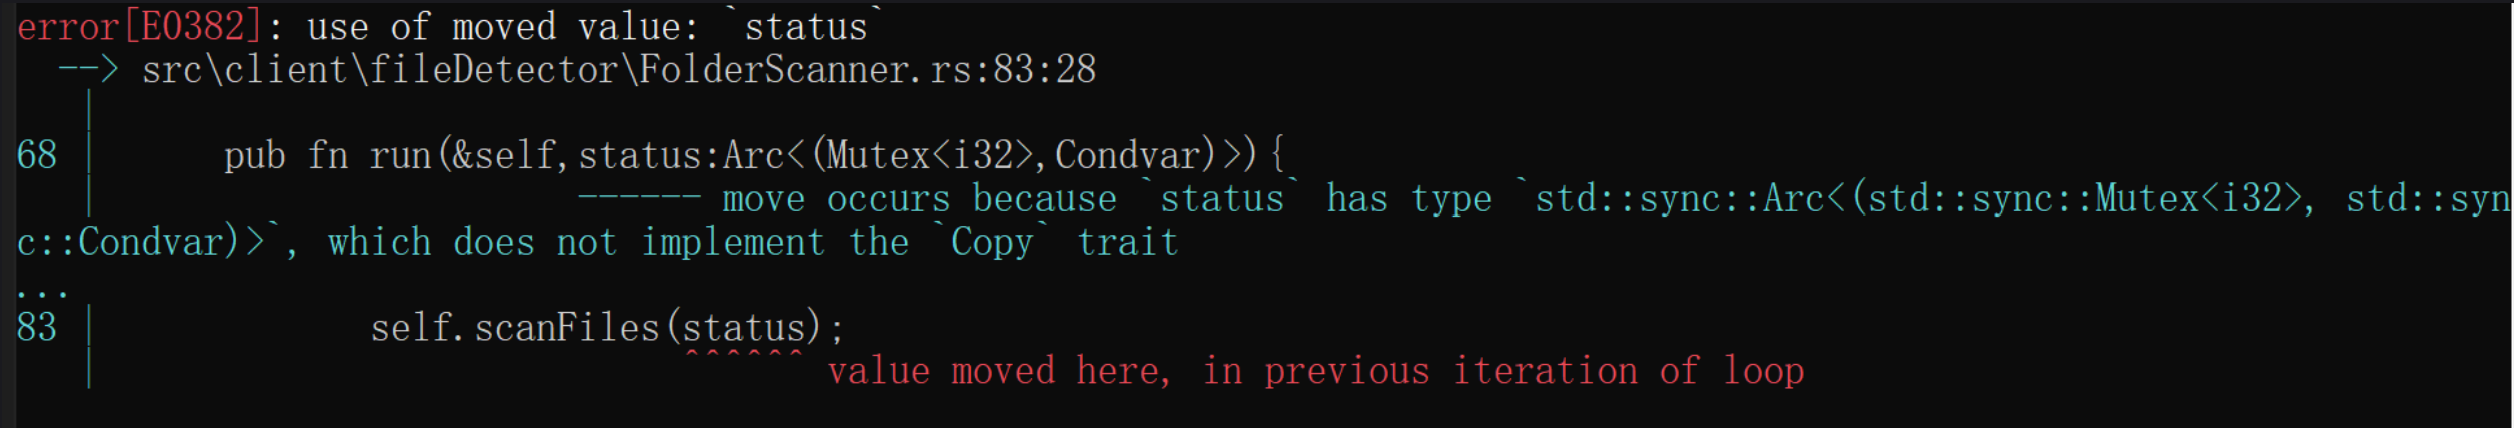 error[E0382]: use of moved value: `status`
  --> src\client\fileDetector\FolderScanner.rs:83:28
   |
68 |       pub fn run(&self,status:Arc<(Mutex<i32>,Condvar)>){
   |                        ------ move occurs because `status` has type `std::sync::Arc<(std::sync::Mutex<i32>, std::syn
c::Condvar)>`, which does not implement the `Copy` trait
...
83 |              self.scanFiles(status);
   |                             ^^^^^^ value moved here, in previous iteration of loop